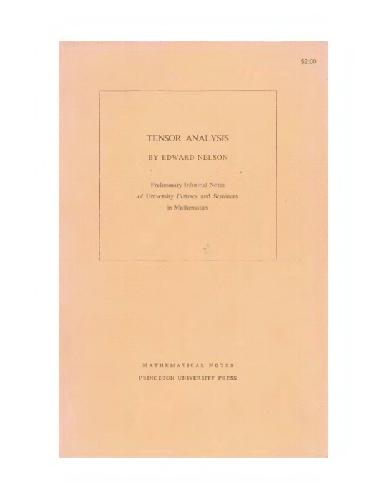 $2.00
TENSOR ANALYSIS
BY EDWARD NELSON
Preliminary Informal Notes
of University Courses and Seminars
in Mathematics
MATHEMATICAL NOTES
PRINCETON UNIVERSITY PRESS